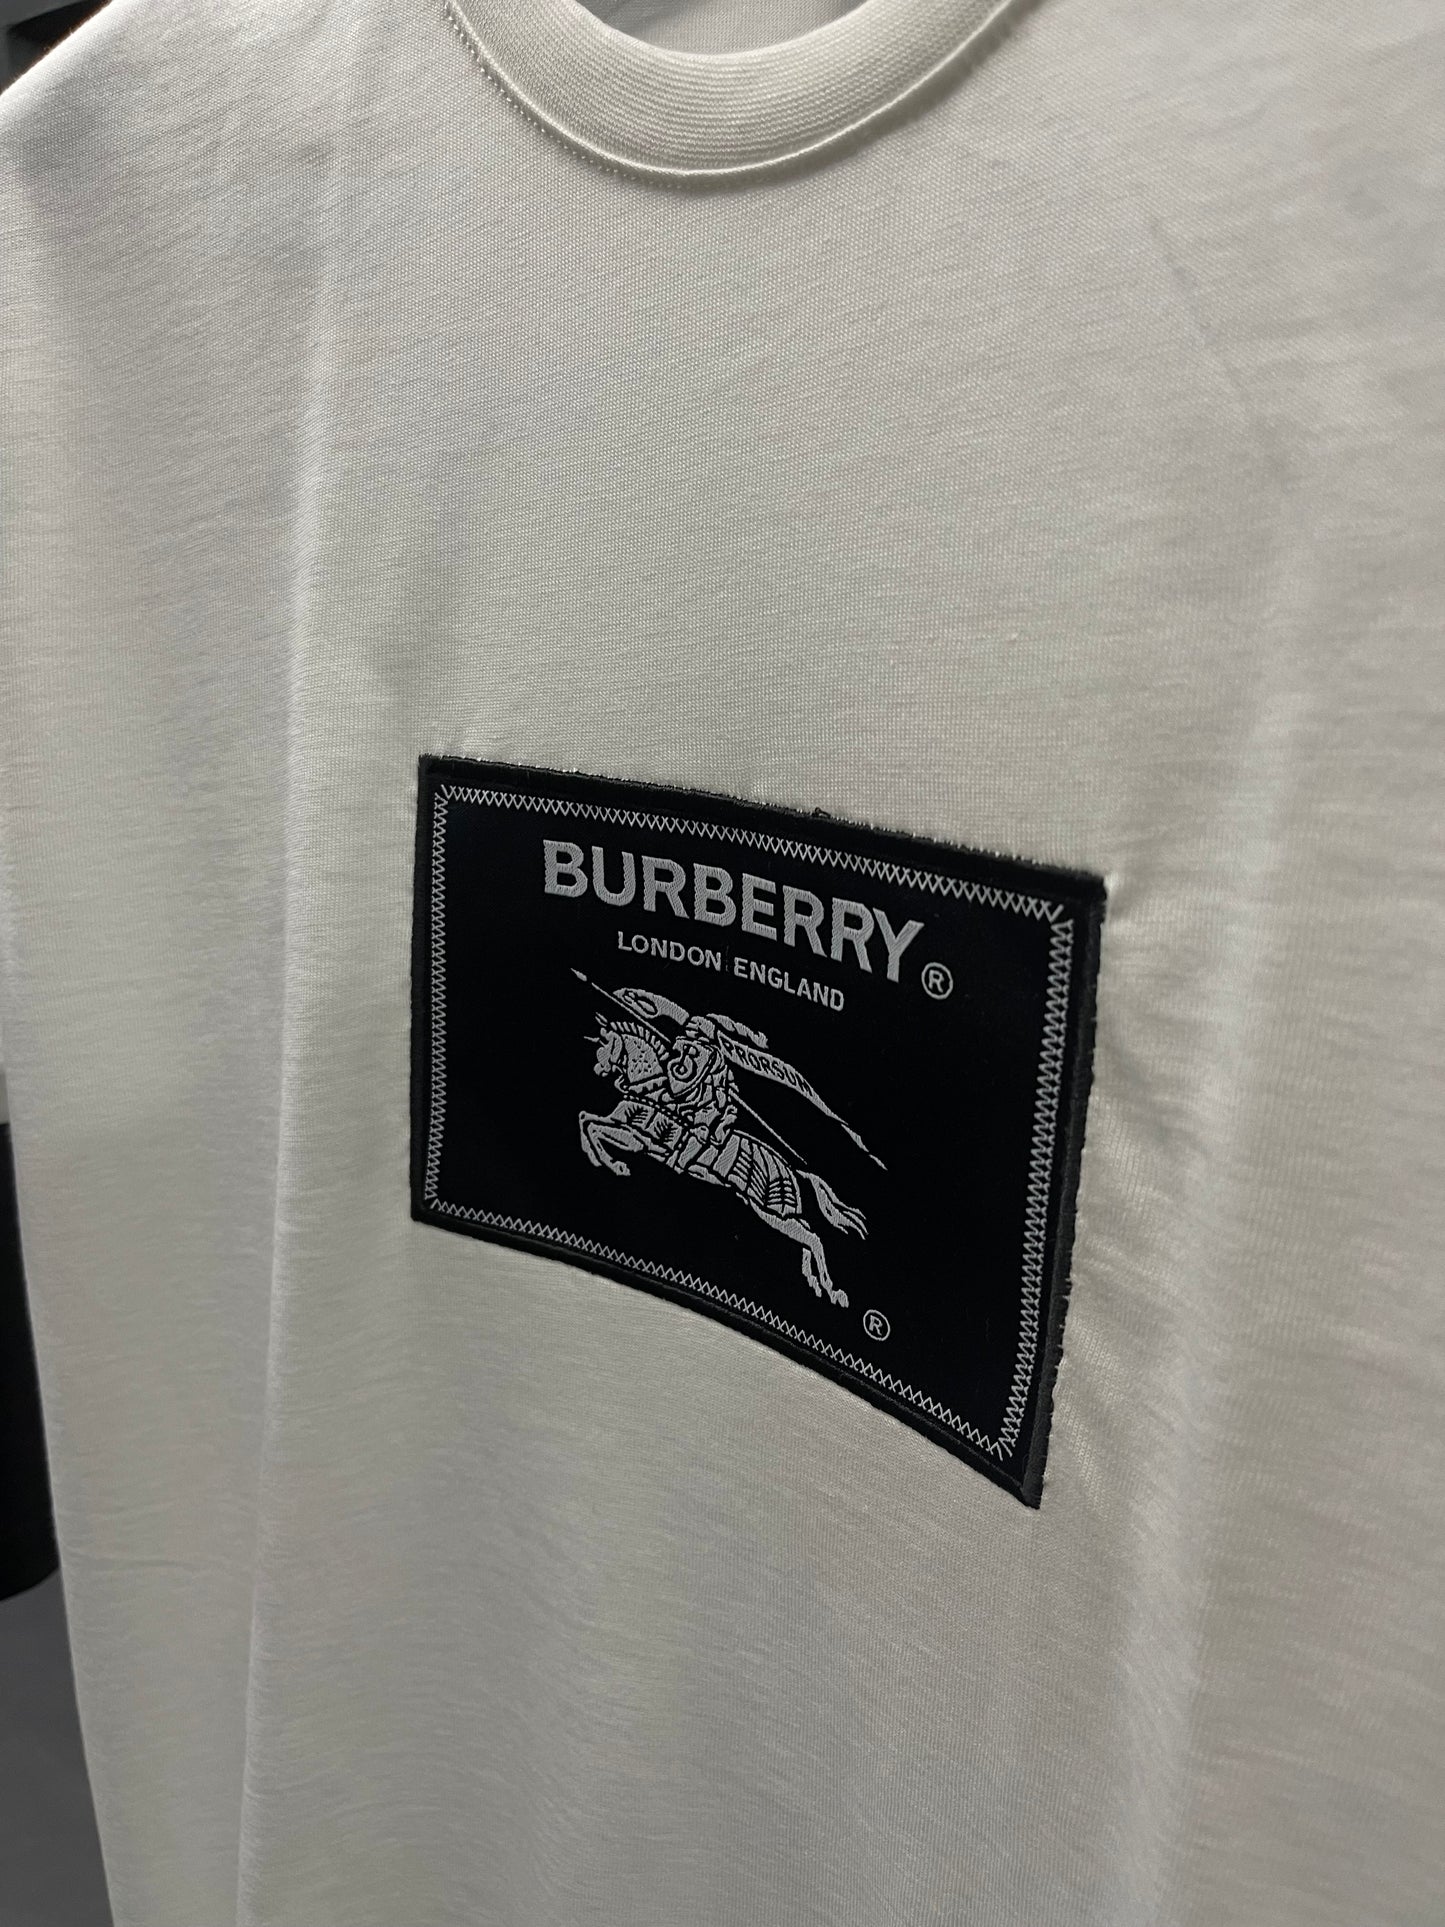 BURBERRY®
LONDON ENGLAND
B
PRORSUM
®